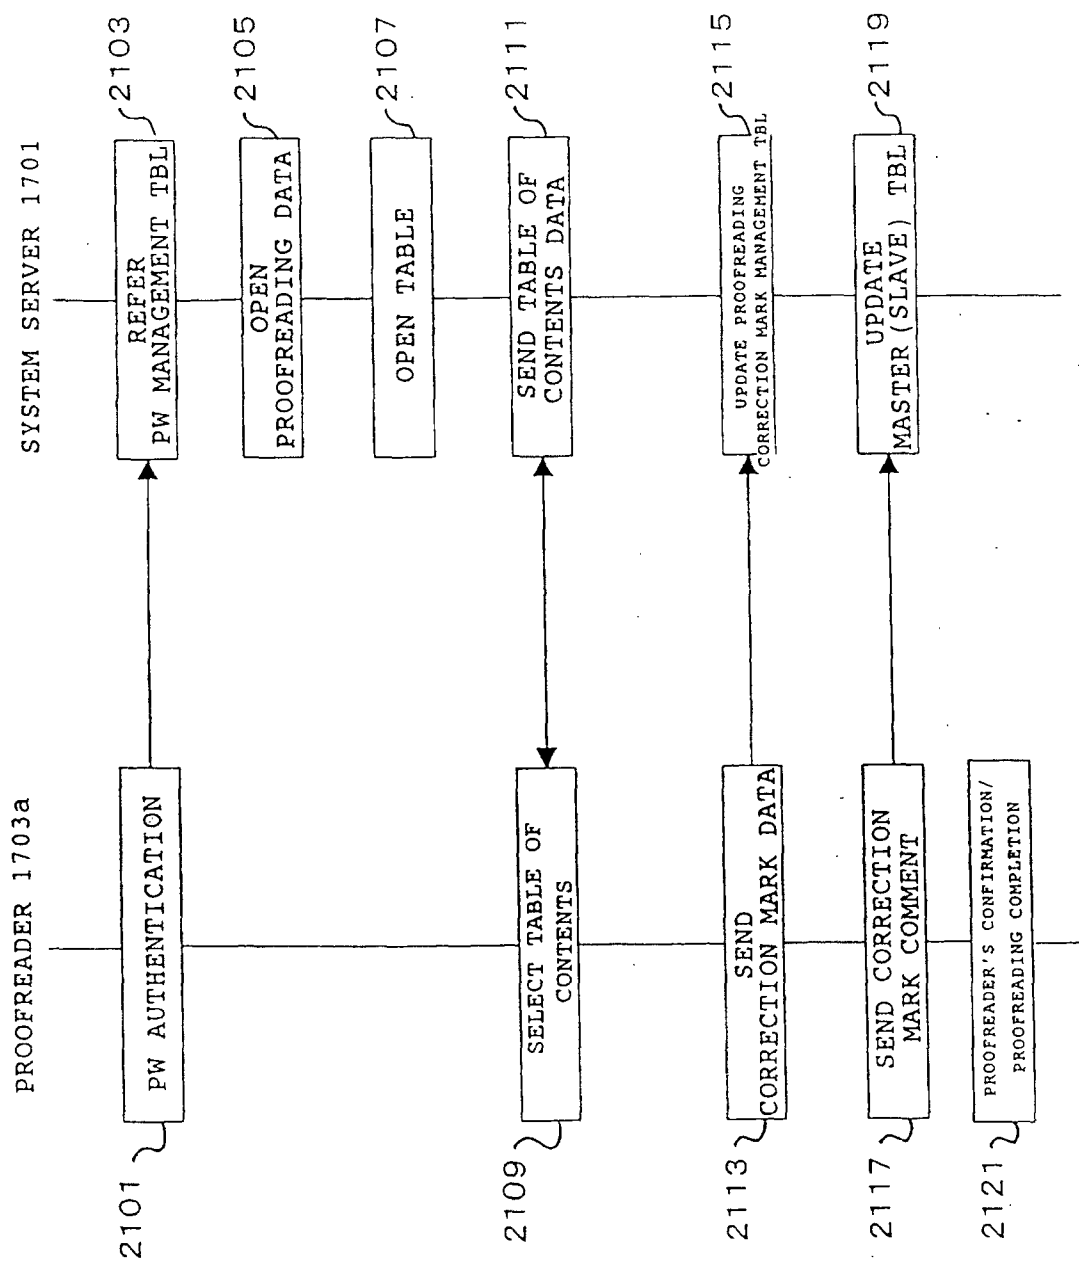 PROOFREADER 1703a
SYSTEM SERVER 1701
2101
PW AUTHENTICATION
REFER
PW MANAGEMENT TBL
2103
OPEN
PROOFREADING DATA
2105
OPEN TABLE
2107
2109
SELECT TABLE OF
CONTENTS
SEND TABLE OF
CONTENTS DATA
2111
2113
SEND
CORRECTION MARK DATA
UPDATE PROOFREADING
CORRECTION MARK MANAGEMENT TBL
2115
2117
SEND CORRECTION
MARK COMMENT
UPDATE
MASTER(SLAVE) TBL
2119
2121
PROOFREADER'S CONFIRMATION/
PROOFREADING COMPLETION